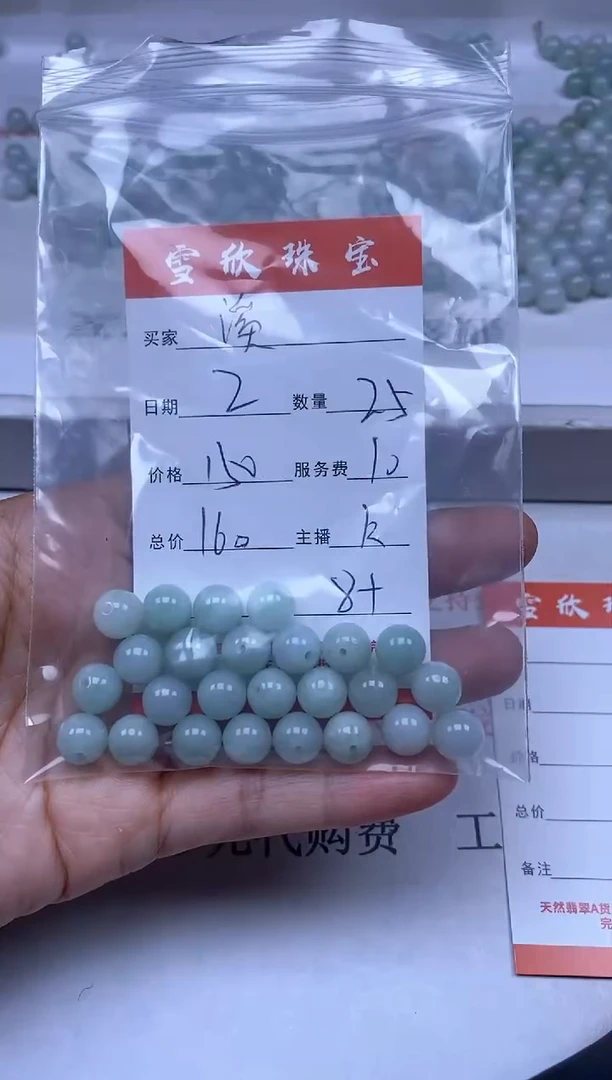 雪欣珠宝
买家
日期 2 数量 25
价格 150 服务费 10
总价 160 主播 k
8+
雪欣
日期
价格
总价
备注
天然翡翠A货
完
代购费 工